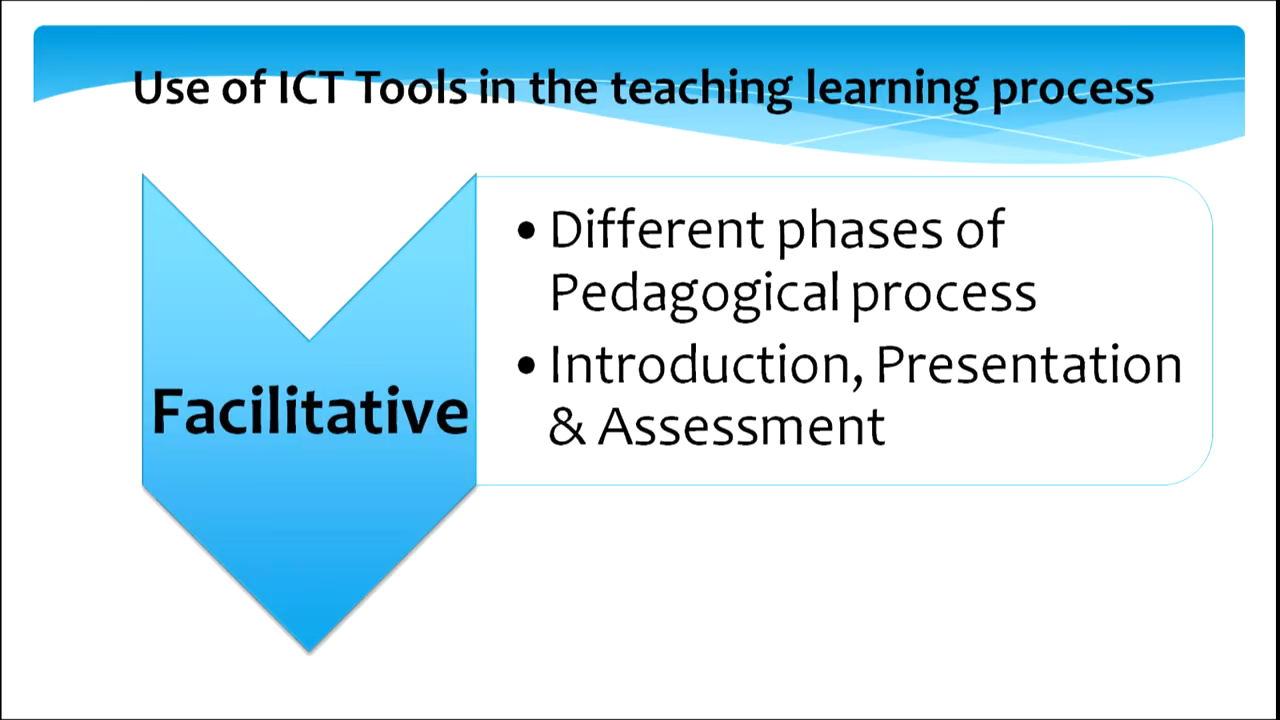 Use of ICT Tools in the teaching learning process
• Different phases of
Pedagogical process
• Introduction, Presentation
& Assessment
Facilitative